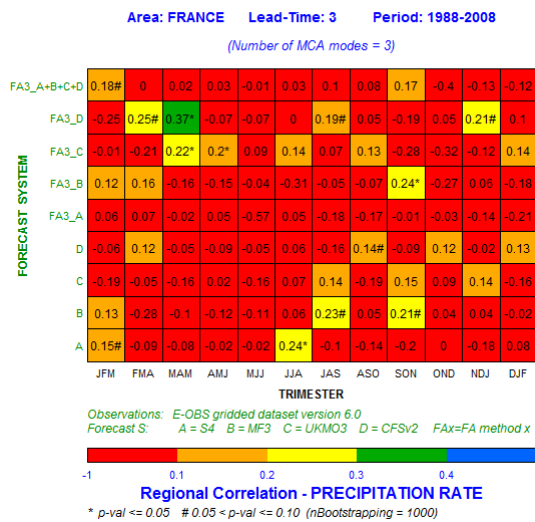 Area: FRANCE Lead-Time: 3 Period: 1988-2008
(Number of MCA modes = 3)
FORECAST SYSTEM
FA3_A+B+C+D 0.18# 0 0.02 0.03 -0.01 0.03 0.1 0.08 0.17 -0.4 -0.13 -0.12
FA3_D -0.25 0.25# 0.37* -0.07 -0.07 0 0.19# 0.05 -0.19 0.05 0.21# 0.1
FA3_C -0.01 -0.21 0.22* 0.2* 0.09 0.14 0.07 0.13 -0.28 -0.32 -0.12 0.14
FA3_B 0.12 0.16 -0.16 -0.15 -0.04 -0.31 -0.05 -0.07 0.24* -0.27 0.06 -0.18
FA3_A 0.06 0.07 -0.02 0.05 -0.57 0.05 -0.18 -0.17 -0.01 -0.03 -0.14 -0.21
D -0.06 0.12 -0.05 -0.09 -0.05 0.06 -0.16 0.14# -0.09 0.12 -0.02 0.13
C -0.19 -0.05 -0.16 0.02 -0.16 0.07 0.14 -0.04 0.15 0.09 0.14 -0.16
B 0.13 -0.28 -0.1 -0.12 -0.11 0.06 0.23# 0.05 0.21# 0.04 0.04 -0.02
A 0.15# -0.09 -0.08 -0.02 -0.02 0.24* -0.1 -0.14 -0.2 0 -0.18 0.08
JFM FMA MAM AMJ MJJ JJA JAS ASO SON OND NDJ DJF
TRIMESTER
Observations: E-OBS gridded dataset version 6.0
Forecast S: A = S4 B = MF3 C = UKMO3 D = CFSv2 FAx=FA method x
-1 0.1 0.2 0.3 0.4
Regional Correlation - PRECIPITATION RATE
* p-val <= 0.05 # 0.05 < p-val <= 0.10 (nBootstrapping = 1000)